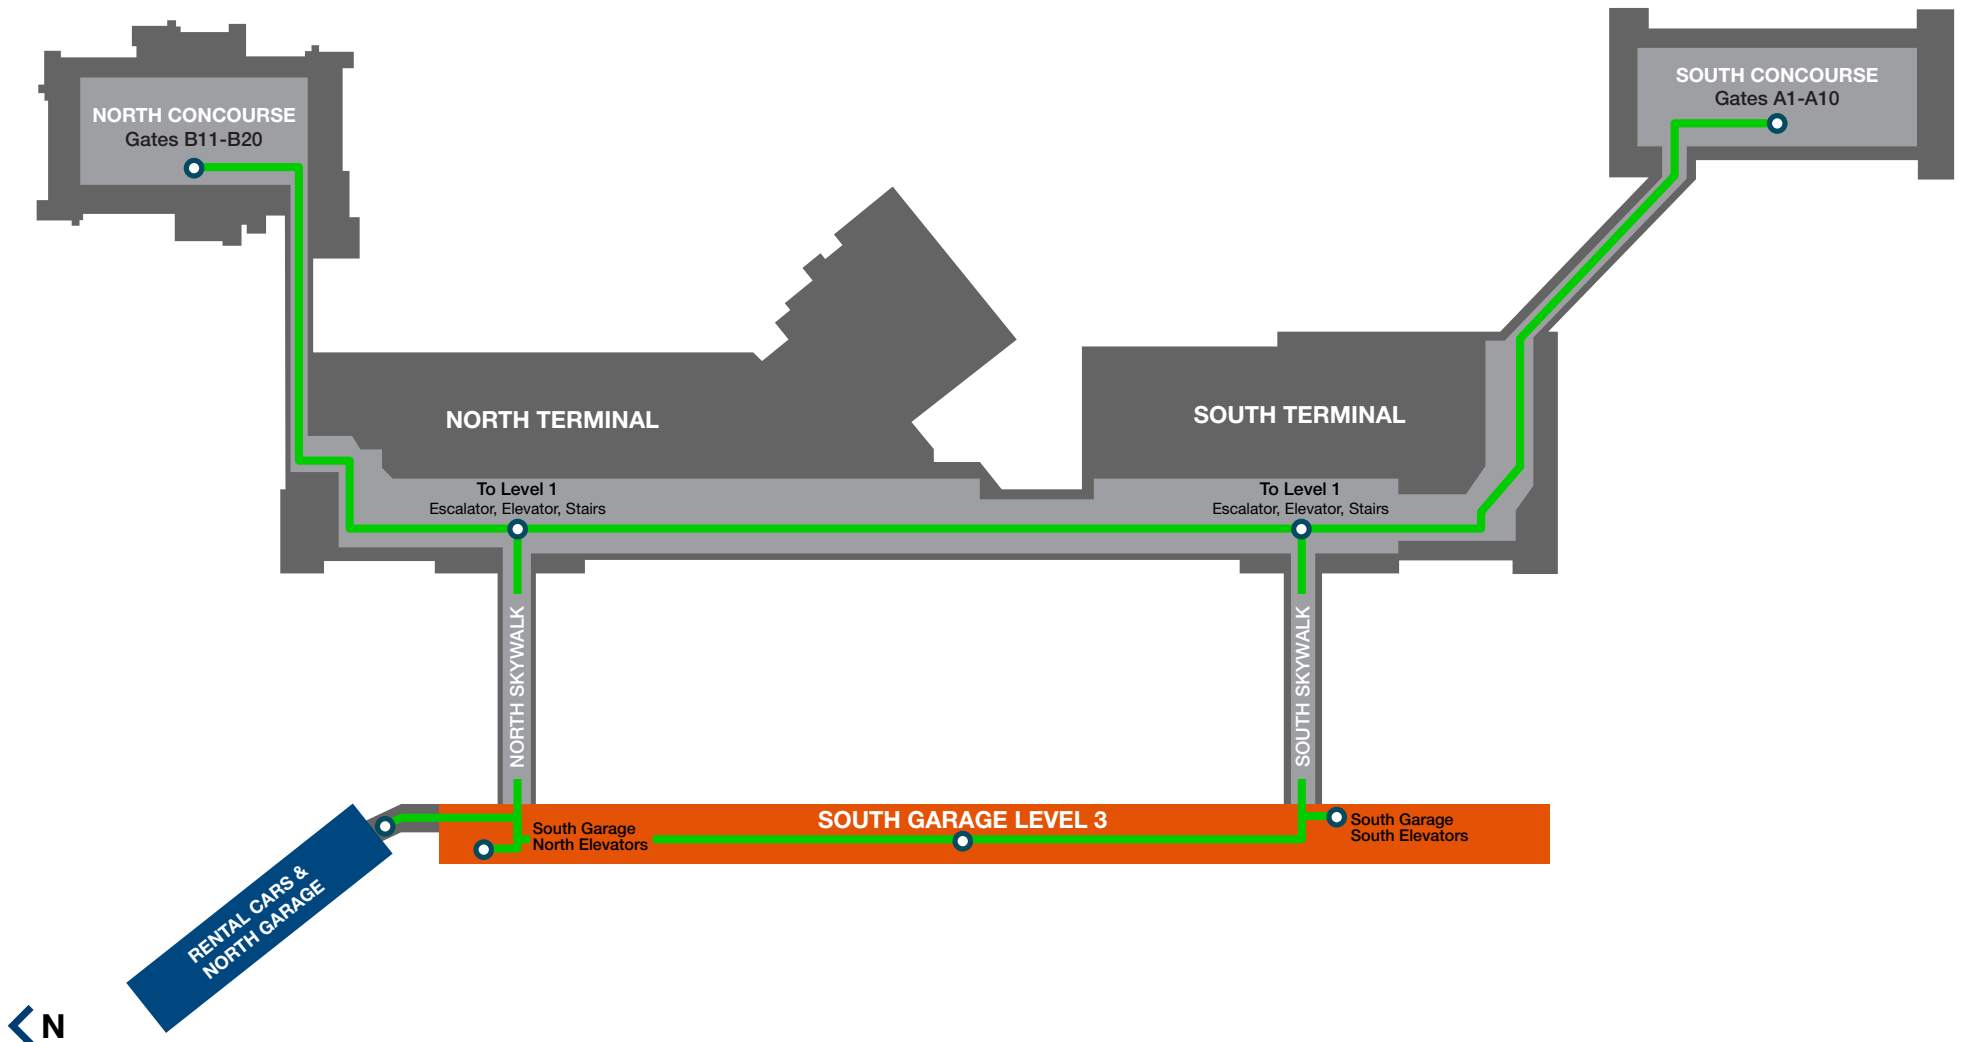 SOUTH CONCOURSE
Gates A1-A10
NORTH CONCOURSE
Gates B11-B20
NORTH TERMINAL
SOUTH TERMINAL
To Level 1
Escalator, Elevator, Stairs
To Level 1
Escalator, Elevator, Stairs
NORTH SKYWALK
SOUTH SKYWALK
SOUTH GARAGE LEVEL 3
South Garage
North Elevators
South Garage
South Elevators
RENTAL CARS &
NORTH GARAGE
N